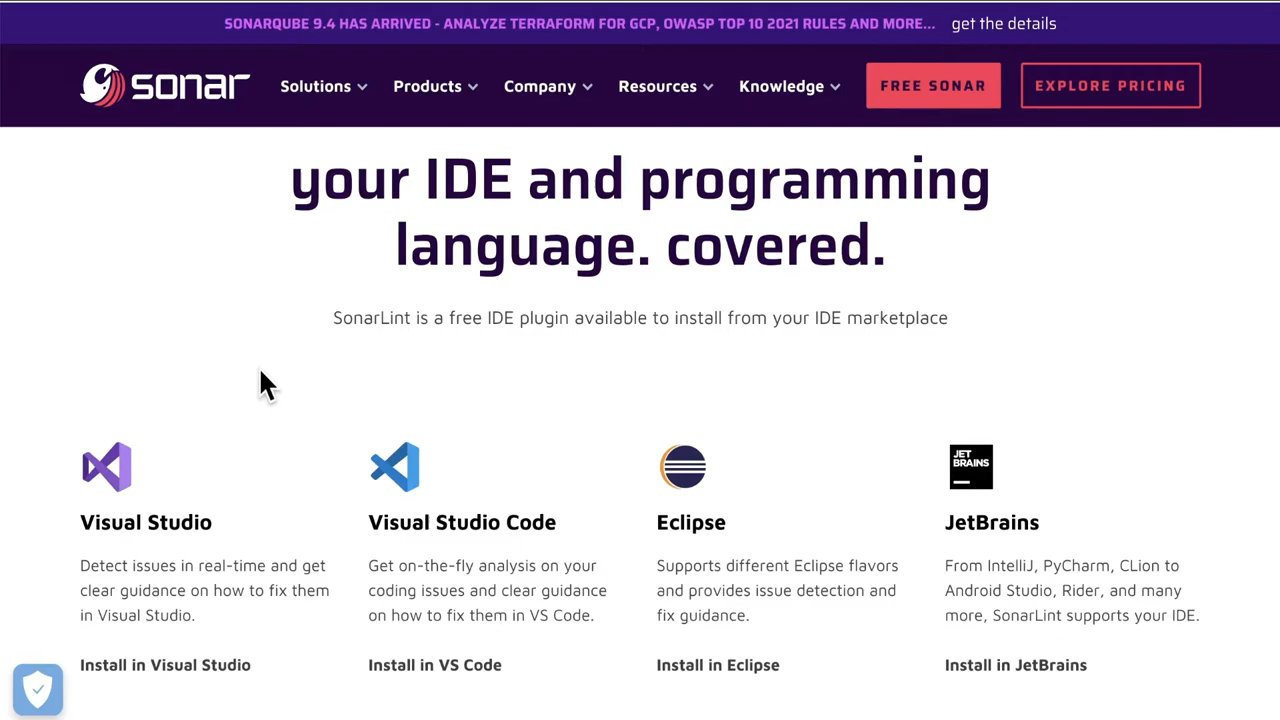 SONARQUBE 9.4 HAS ARRIVED - ANALYZE TERRAFORM FOR GCP, OWASP TOP 10 2021 RULES AND MORE... get the details
sonar Solutions Products Company Resources Knowledge FREE SONAR EXPLORE PRICING
your IDE and programming
language. covered.
SonarLint is a free IDE plugin available to install from your IDE marketplace
Visual Studio
Detect issues in real-time and get
clear guidance on how to fix them
in Visual Studio.
Install in Visual Studio
Visual Studio Code
Get on-the-fly analysis on your
coding issues and clear guidance
on how to fix them in VS Code.
Install in VS Code
Eclipse
Supports different Eclipse flavors
and provides issue detection and
fix guidance.
Install in Eclipse
JET
BRAINS
JetBrains
From IntelliJ, PyCharm, CLion to
Android Studio, Rider, and many
more, SonarLint supports your IDE.
Install in JetBrains